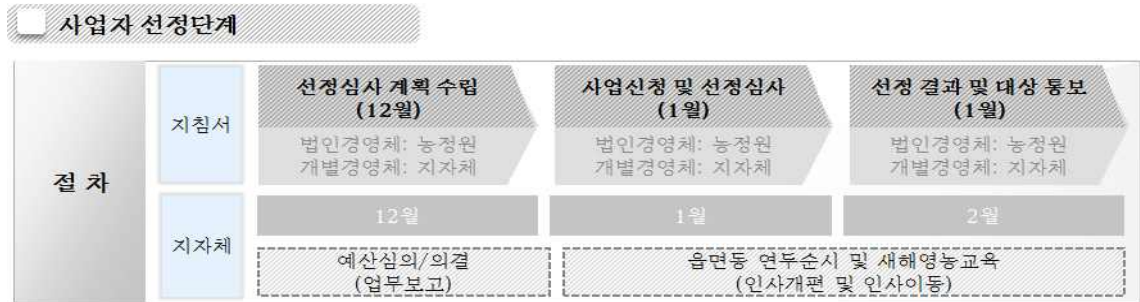 사업자 선정단계
절 차
지침서
선정심사 계획 수립
(12월)
법인경영체: 농정원
개별경영체: 지자체
사업신청 및 선정심사
(1월)
법인경영체: 농정원
개별경영체: 지자체
선정 결과 및 대상 통보
(1월)
법인경영체: 농정원
개별경영체: 지자체
지자체
12월
1월
2월
예산심의/의결
(업무보고)
읍면동 연두순시 및 새해영농교육
(인사개편 및 인사이동)